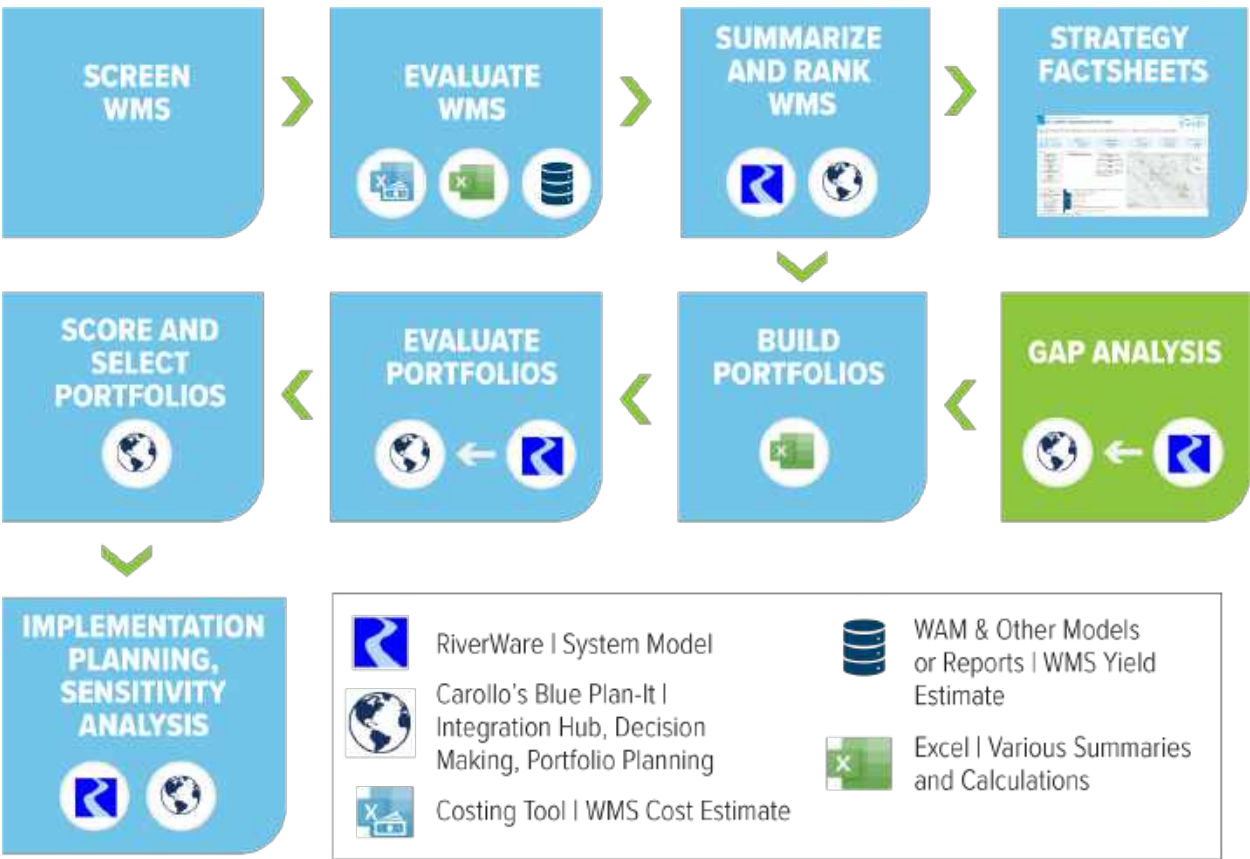 SCREEN
WMS
EVALUATE
WMS
SUMMARIZE
AND RANK
WMS
STRATEGY
FACTSHEETS
SCORE AND
SELECT
PORTFOLIOS
EVALUATE
PORTFOLIOS
BUILD
PORTFOLIOS
GAP ANALYSIS
IMPLEMENTATION
PLANNING,
SENSITIVITY
ANALYSIS
RiverWare | System Model
Carollo's Blue Plan-It |
Integration Hub, Decision
Making, Portfolio Planning
Costing Tool | WMS Cost Estimate
WAM & Other Models
or Reports | WMS Yield
Estimate
Excel | Various Summaries
and Calculations